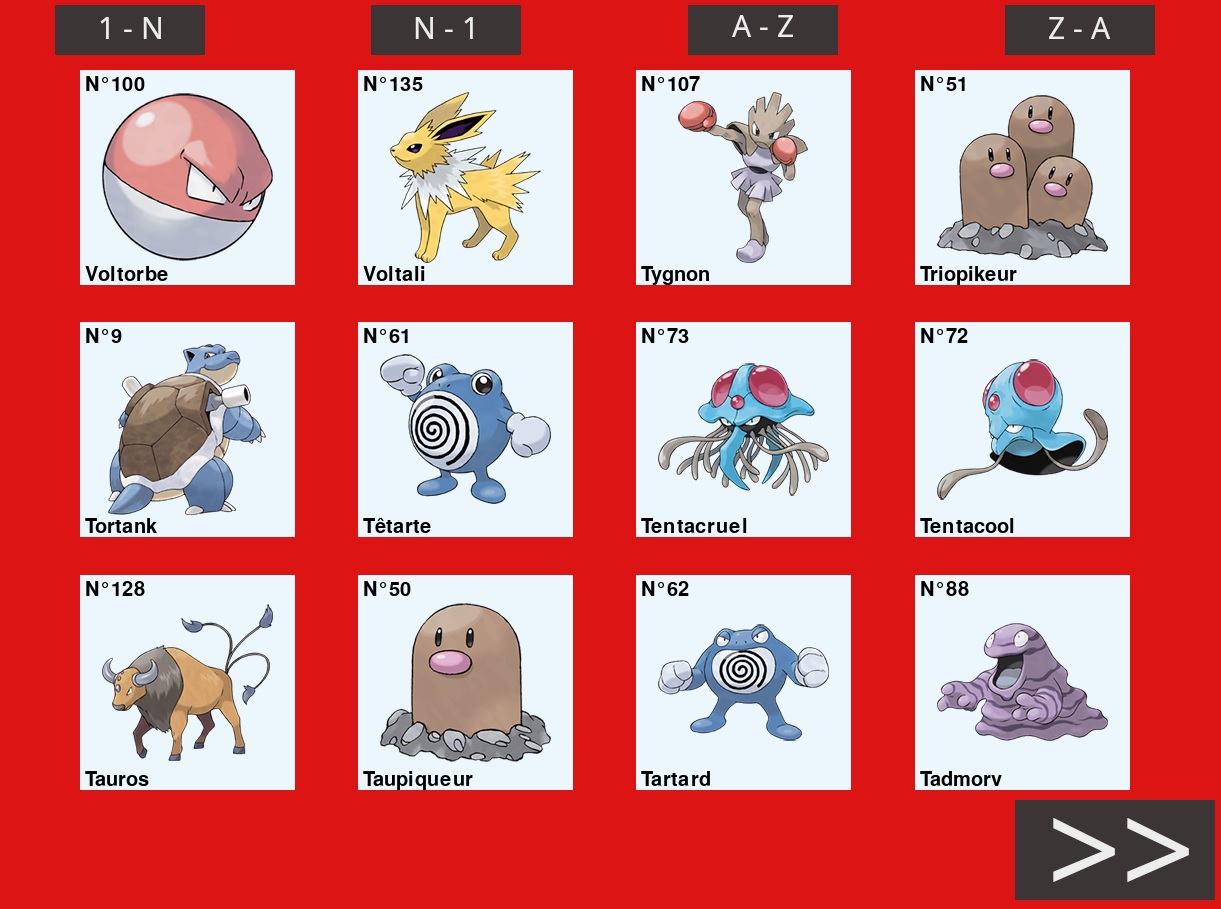 1 - N
N - 1
A - Z
Z - A
N°100
N°135
N°107
N°51
Voltorbe
Voltali
Tygnon
Triopikeur
N°9
N°61
N°73
N°72
Tortank
Têtarte
Tentacruel
Tentacool
N°128
N°50
N°62
N°88
Tauros
Taupiqueur
Tartard
Tadmorv
>>